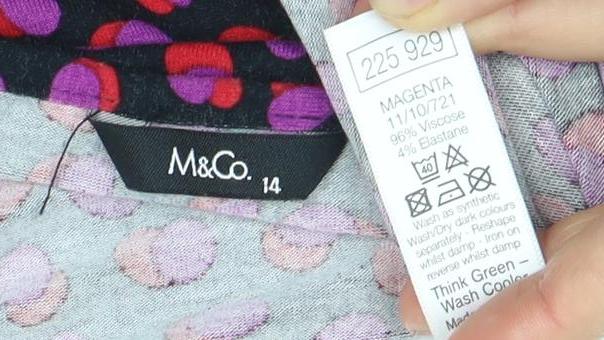 M&Co. 14
225 929
MAGENTA
11/10/721
96% Viscose
4% Elastane
40
Wash as synthetic
Wash/Dry dark colours
separately - Reshape
whilst damp - Iron on
reverse whilst damp
Think Green –
Wash Cooler
Mad